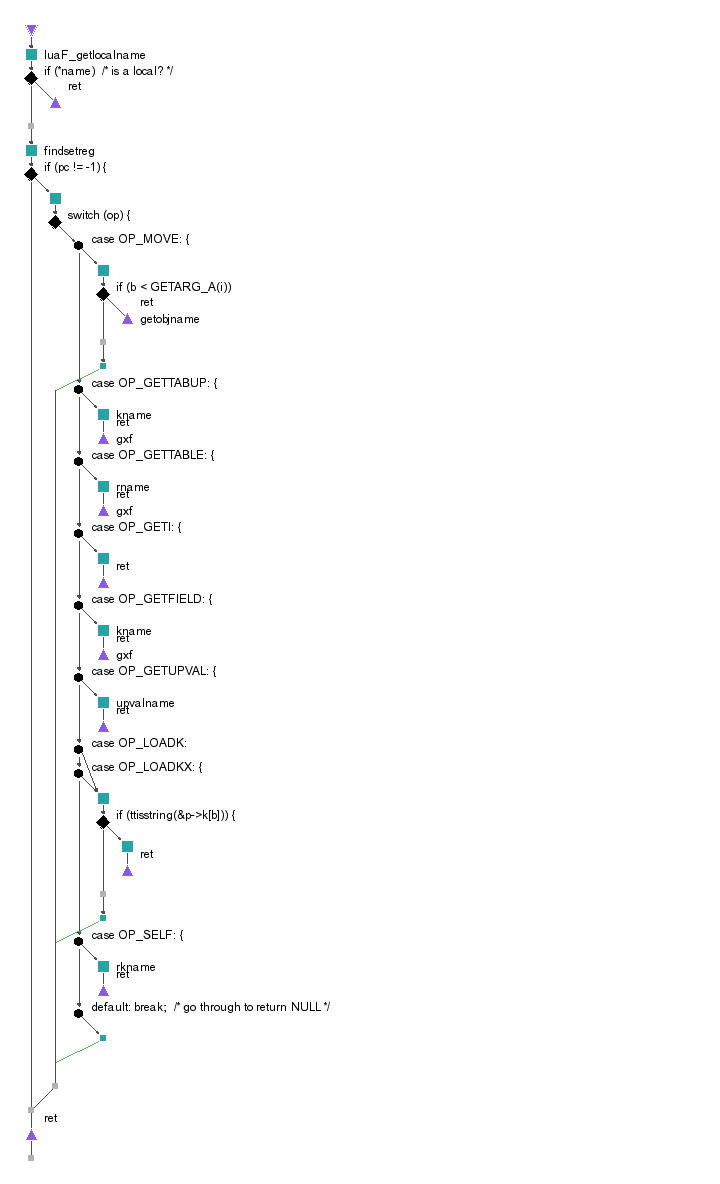 luaF_getlocalname
if (*name)  /* is a local? */
ret
findsetreg
if (pc != -1) {
switch (op) {
case OP_MOVE: {
if (b < GETARG_A(i))
ret
getobjname
case OP_GETTABUP: {
kname
ret
gxf
case OP_GETTABLE: {
rname
ret
gxf
case OP_GETI: {
ret
case OP_GETFIELD: {
kname
ret
gxf
case OP_GETUPVAL: {
upvalname
ret
case OP_LOADK:
case OP_LOADKX: {
if (ttisstring(&p->k[b])) {
ret
case OP_SELF: {
rkname
ret
default: break;  /* go through to return NULL */
ret